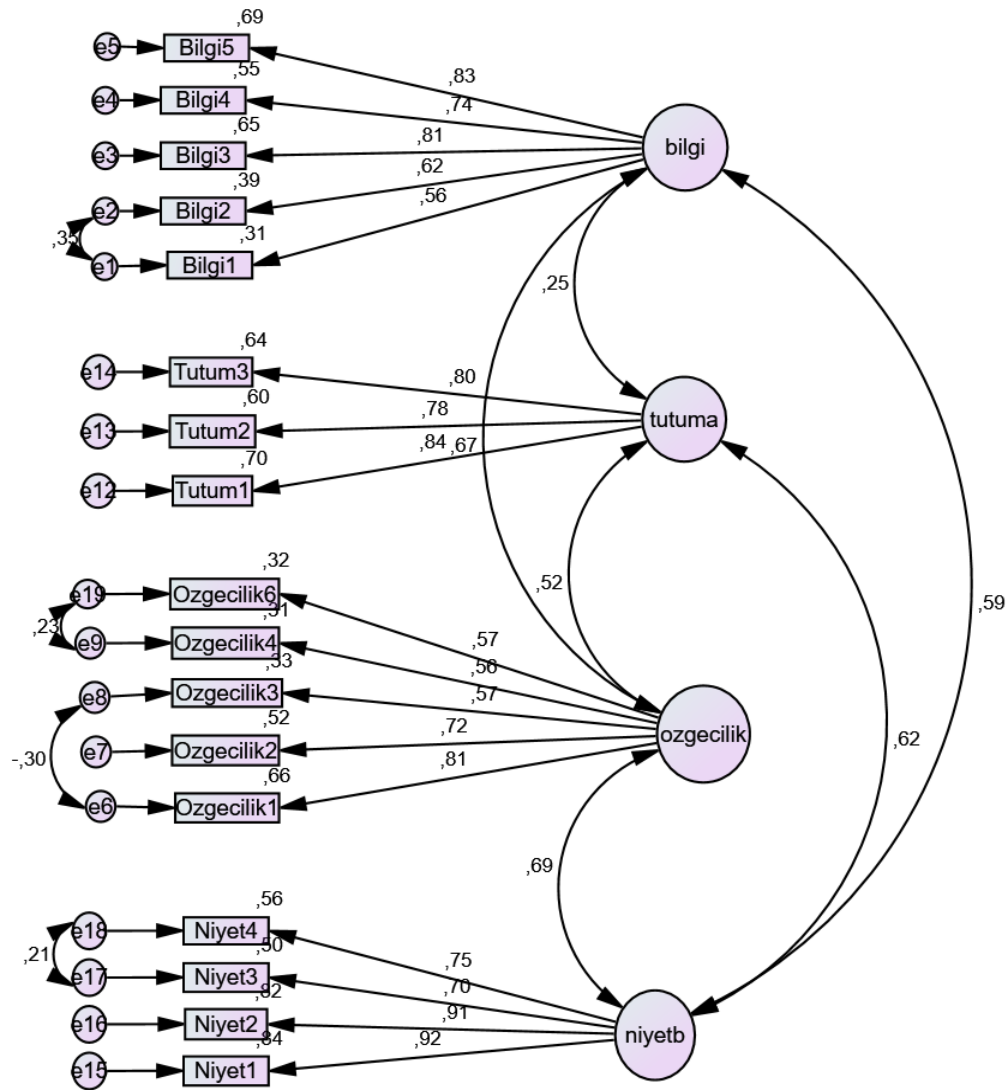 ,69
e5 Bilgi5
,83
,55
e4 Bilgi4
,74
,65
e3 Bilgi3
,81
bilgi
,39
e2 Bilgi2
,62
,35
,31
e1 Bilgi1
,56
,25
,64
e14 Tutum3
,80
,60
e13 Tutum2
,78
tutuma
,70
e12 Tutum1
,84 ,67
,52
,59
,32
e19 Ozgecilik6
,57
,23
,31
e9 Ozgecilik4
,56
,33
e8 Ozgecilik3
,57
,52
e7 Ozgecilik2
,72
ozgecilik
-,30
,66
e6 Ozgecilik1
,81
,62
,69
,56
e18 Niyet4
,75
,21
,50
e17 Niyet3
,70
,82
e16 Niyet2
,91
niyetb
,84
e15 Niyet1
,92